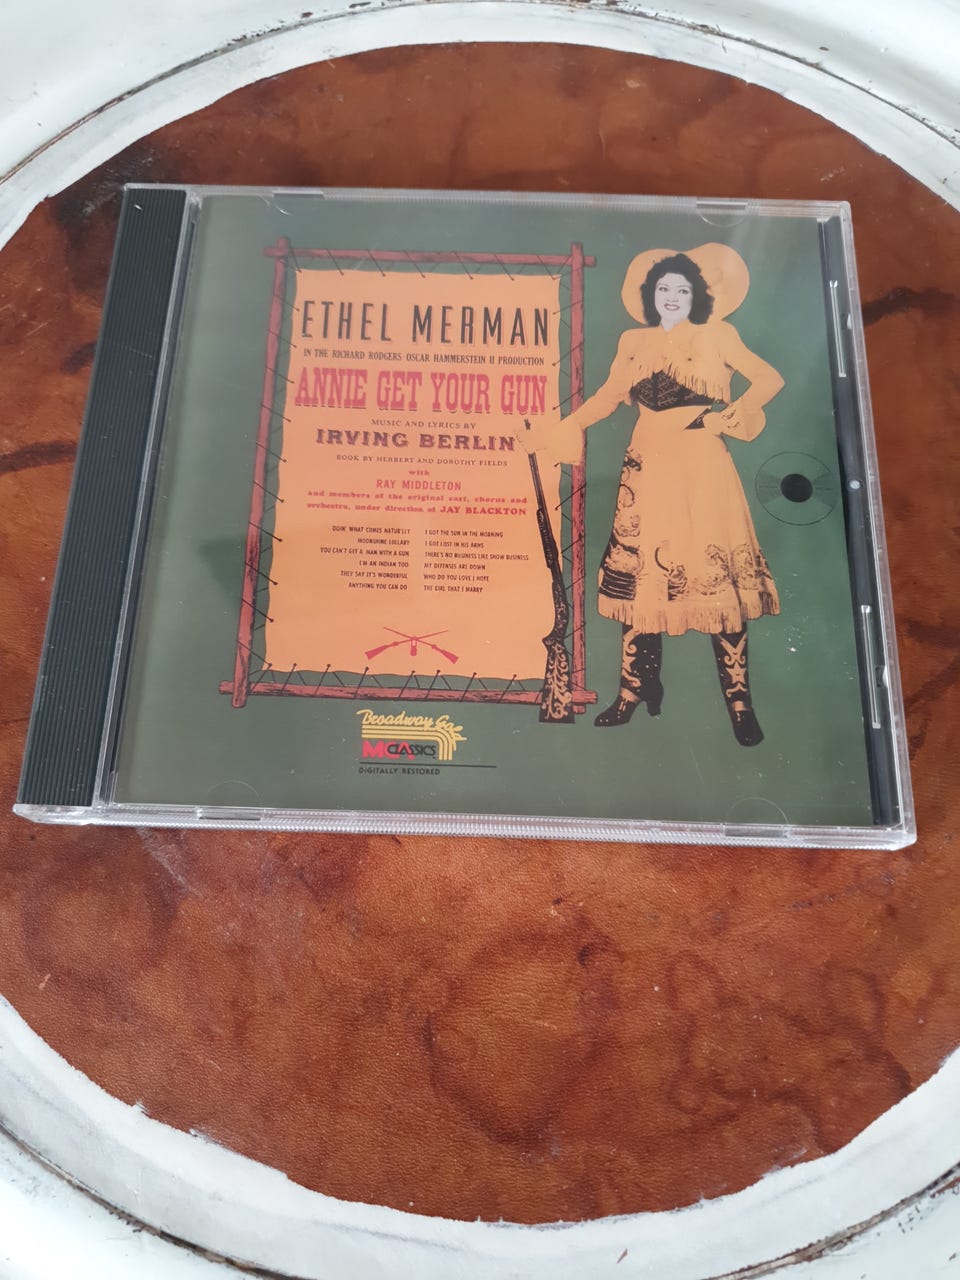 ETHEL MERMAN
IN THE RICHARD RODGERS · OSCAR HAMMERSTEIN II PRODUCTION
ANNIE GET YOUR GUN
MUSIC AND LYRICS BY
IRVING BERLIN
BOOK BY HERBERT AND DOROTHY FIELDS
with
RAY MIDDLETON
and members of the original cast, chorus and
orchestra, under direction of JAY BLACKTON
DOIN' WHAT COMES NATUR'LLY
MOONSHINE LULLABY
YOU CAN'T GET A MAN WITH A GUN
I'M AN INDIAN TOO
THEY SAY IT'S WONDERFUL
ANYTHING YOU CAN DO
I GOT THE SUN IN THE MORNING
I GOT LOST IN HIS ARMS
THERE'S NO BUSINESS LIKE SHOW BUSINESS
MY DEFENSES ARE DOWN
WHO DO YOU LOVE I HOPE
THE GIRL THAT I MARRY
Broadway Gold
MCA CLASSICS
DIGITALLY RESTORED